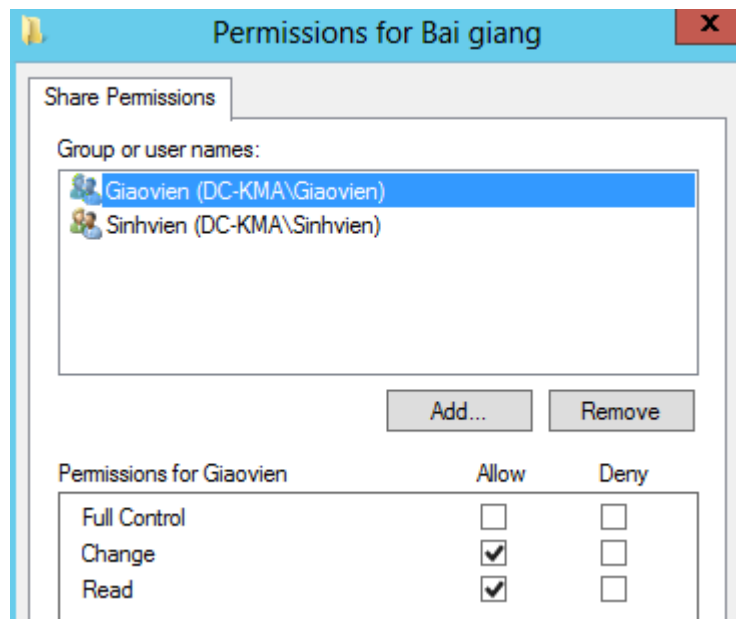 Permissions for Bai giang
x
Share Permissions
Group or user names:
Giaovien (DC-KMA\Giaovien)
Sinhvien (DC-KMA\Sinhvien)
Add... Remove
Permissions for Giaovien Allow Deny
Full Control
Change
Read